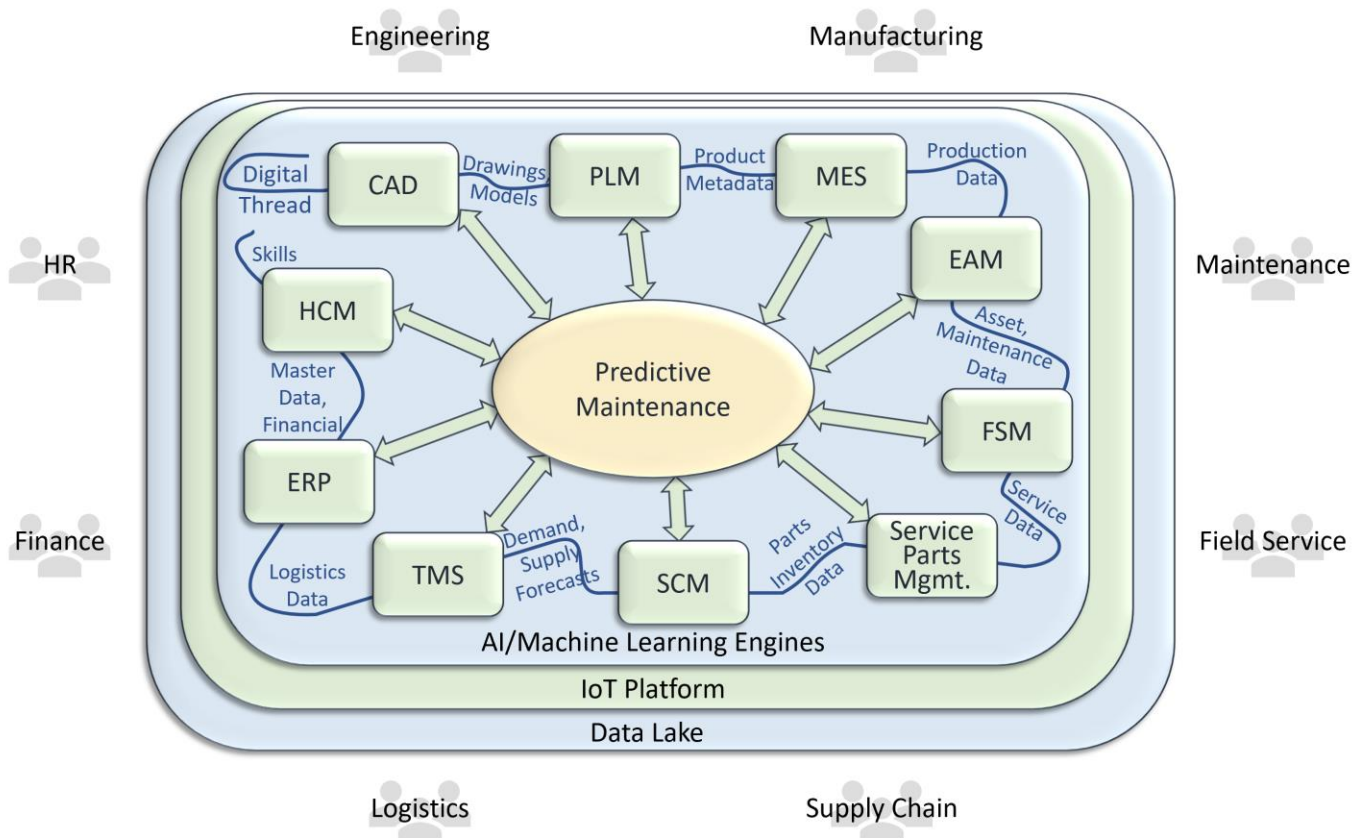 Engineering
Manufacturing
HR
Maintenance
Finance
Field Service
Logistics
Supply Chain
Digital
Thread
CAD
Drawings,
Models
PLM
Product
Metadata
MES
Production
Data
EAM
Asset,
Maintenance
Data
FSM
Service
Data
Service
Parts
Mgmt.
Parts
Inventory
Data
SCM
Demand,
Supply
Forecasts
TMS
Logistics
Data
ERP
Master
Data,
Financial
HCM
Skills
Predictive
Maintenance
AI/Machine Learning Engines
IoT Platform
Data Lake